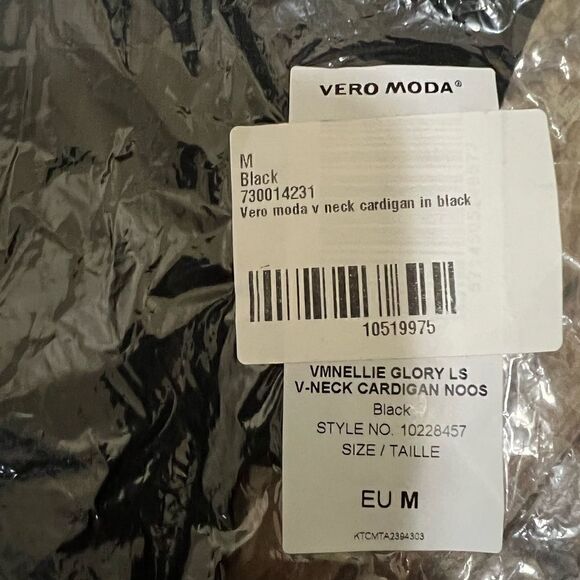 VERO MODA®
M
Black
730014231
Vero moda v neck cardigan in black
10519975
VMNELLIE GLORY LS
V-NECK CARDIGAN NOOS
Black
STYLE NO. 10228457
SIZE / TAILLE
EU M
KTCMTA2394303